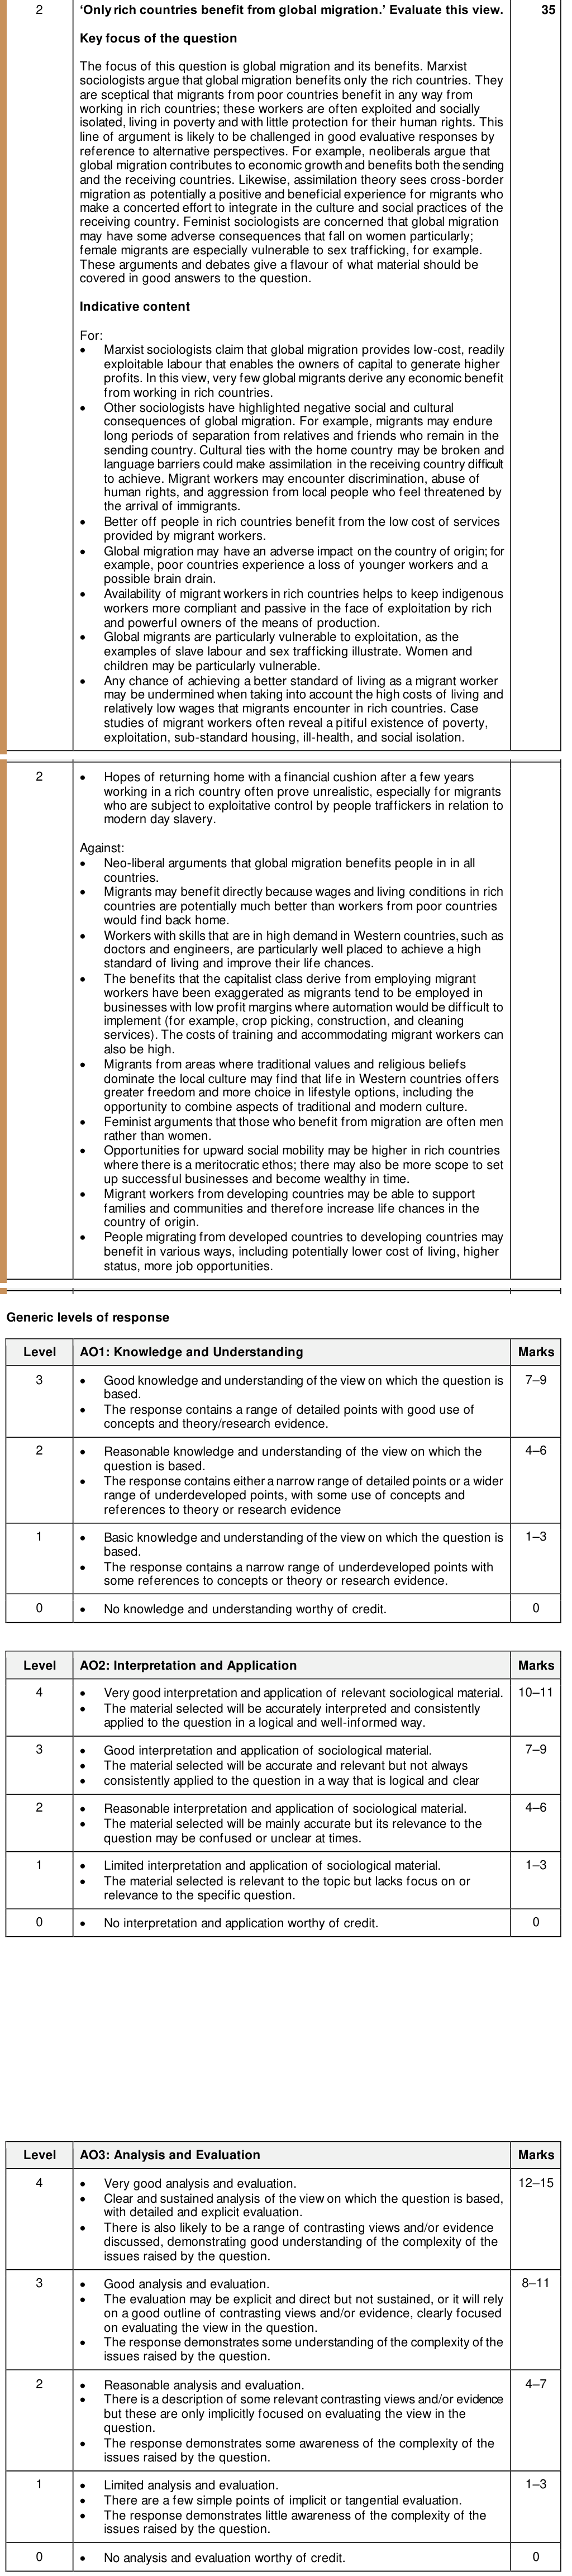 2
‘Only rich countries benefit from global migration.’ Evaluate this view.
35
Key focus of the question
The focus of this question is global migration and its benefits. Marxist
sociologists argue that global migration benefits only the rich countries. They
are sceptical that migrants from poor countries benefit in any way from
working in rich countries; these workers are often exploited and socially
isolated, living in poverty and with little protection for their human rights. This
line of argument is likely to be challenged in good evaluative responses by
reference to alternative perspectives. For example, neoliberals argue that
global migration contributes to economic growth and benefits both the sending
and the receiving countries. Likewise, assimilation theory sees cross-border
migration as potentially a positive and beneficial experience for migrants who
make a concerted effort to integrate in the culture and social practices of the
receiving country. Feminist sociologists are concerned that global migration
may have some adverse consequences that fall on women particularly;
female migrants are especially vulnerable to sex trafficking, for example.
These arguments and debates give a flavour of what material should be
covered in good answers to the question.
Indicative content
For:
• Marxist sociologists claim that global migration provides low-cost, readily
exploitable labour that enables the owners of capital to generate higher
profits. In this view, very few global migrants derive any economic benefit
from working in rich countries.
• Other sociologists have highlighted negative social and cultural
consequences of global migration. For example, migrants may endure
long periods of separation from relatives and friends who remain in the
sending country. Cultural ties with the home country may be broken and
language barriers could make assimilation in the receiving country difficult
to achieve. Migrant workers may encounter discrimination, abuse of
human rights, and aggression from local people who feel threatened by
the arrival of immigrants.
• Better off people in rich countries benefit from the low cost of services
provided by migrant workers.
• Global migration may have an adverse impact on the country of origin; for
example, poor countries experience a loss of younger workers and a
possible brain drain.
• Availability of migrant workers in rich countries helps to keep indigenous
workers more compliant and passive in the face of exploitation by rich
and powerful owners of the means of production.
• Global migrants are particularly vulnerable to exploitation, as the
examples of slave labour and sex trafficking illustrate. Women and
children may be particularly vulnerable.
• Any chance of achieving a better standard of living as a migrant worker
may be undermined when taking into account the high costs of living and
relatively low wages that migrants encounter in rich countries. Case
studies of migrant workers often reveal a pitiful existence of poverty,
exploitation, sub-standard housing, ill-health, and social isolation.
2
• Hopes of returning home with a financial cushion after a few years
working in a rich country often prove unrealistic, especially for migrants
who are subject to exploitative control by people traffickers in relation to
modern day slavery.
Against:
• Neo-liberal arguments that global migration benefits people in in all
countries.
• Migrants may benefit directly because wages and living conditions in rich
countries are potentially much better than workers from poor countries
would find back home.
• Workers with skills that are in high demand in Western countries, such as
doctors and engineers, are particularly well placed to achieve a high
standard of living and improve their life chances.
• The benefits that the capitalist class derive from employing migrant
workers have been exaggerated as migrants tend to be employed in
businesses with low profit margins where automation would be difficult to
implement (for example, crop picking, construction, and cleaning
services). The costs of training and accommodating migrant workers can
also be high.
• Migrants from areas where traditional values and religious beliefs
dominate the local culture may find that life in Western countries offers
greater freedom and more choice in lifestyle options, including the
opportunity to combine aspects of traditional and modern culture.
• Feminist arguments that those who benefit from migration are often men
rather than women.
• Opportunities for upward social mobility may be higher in rich countries
where there is a meritocratic ethos; there may also be more scope to set
up successful businesses and become wealthy in time.
• Migrant workers from developing countries may be able to support
families and communities and therefore increase life chances in the
country of origin.
• People migrating from developed countries to developing countries may
benefit in various ways, including potentially lower cost of living, higher
status, more job opportunities.
Generic levels of response
Level AO1: Knowledge and Understanding Marks
3 • Good knowledge and understanding of the view on which the question is 7–9
based.
• The response contains a range of detailed points with good use of
concepts and theory/research evidence.
2 • Reasonable knowledge and understanding of the view on which the 4–6
question is based.
• The response contains either a narrow range of detailed points or a wider
range of underdeveloped points, with some use of concepts and
references to theory or research evidence
1 • Basic knowledge and understanding of the view on which the question is 1–3
based.
• The response contains a narrow range of underdeveloped points with
some references to concepts or theory or research evidence.
0 • No knowledge and understanding worthy of credit. 0
Level AO2: Interpretation and Application Marks
4 • Very good interpretation and application of relevant sociological material. 10–11
• The material selected will be accurately interpreted and consistently
applied to the question in a logical and well-informed way.
3 • Good interpretation and application of sociological material. 7–9
• The material selected will be accurate and relevant but not always
• consistently applied to the question in a way that is logical and clear
2 • Reasonable interpretation and application of sociological material. 4–6
• The material selected will be mainly accurate but its relevance to the
question may be confused or unclear at times.
1 • Limited interpretation and application of sociological material. 1–3
• The material selected is relevant to the topic but lacks focus on or
relevance to the specific question.
0 • No interpretation and application worthy of credit. 0
Level AO3: Analysis and Evaluation Marks
4 • Very good analysis and evaluation. 12–15
• Clear and sustained analysis of the view on which the question is based,
with detailed and explicit evaluation.
• There is also likely to be a range of contrasting views and/or evidence
discussed, demonstrating good understanding of the complexity of the
issues raised by the question.
3 • Good analysis and evaluation. 8–11
• The evaluation may be explicit and direct but not sustained, or it will rely
on a good outline of contrasting views and/or evidence, clearly focused
on evaluating the view in the question.
• The response demonstrates some understanding of the complexity of the
issues raised by the question.
2 • Reasonable analysis and evaluation. 4–7
• There is a description of some relevant contrasting views and/or evidence
but these are only implicitly focused on evaluating the view in the
question.
• The response demonstrates some awareness of the complexity of the
issues raised by the question.
1 • Limited analysis and evaluation. 1–3
• There are a few simple points of implicit or tangential evaluation.
• The response demonstrates little awareness of the complexity of the
issues raised by the question.
0 • No analysis and evaluation worthy of credit. 0